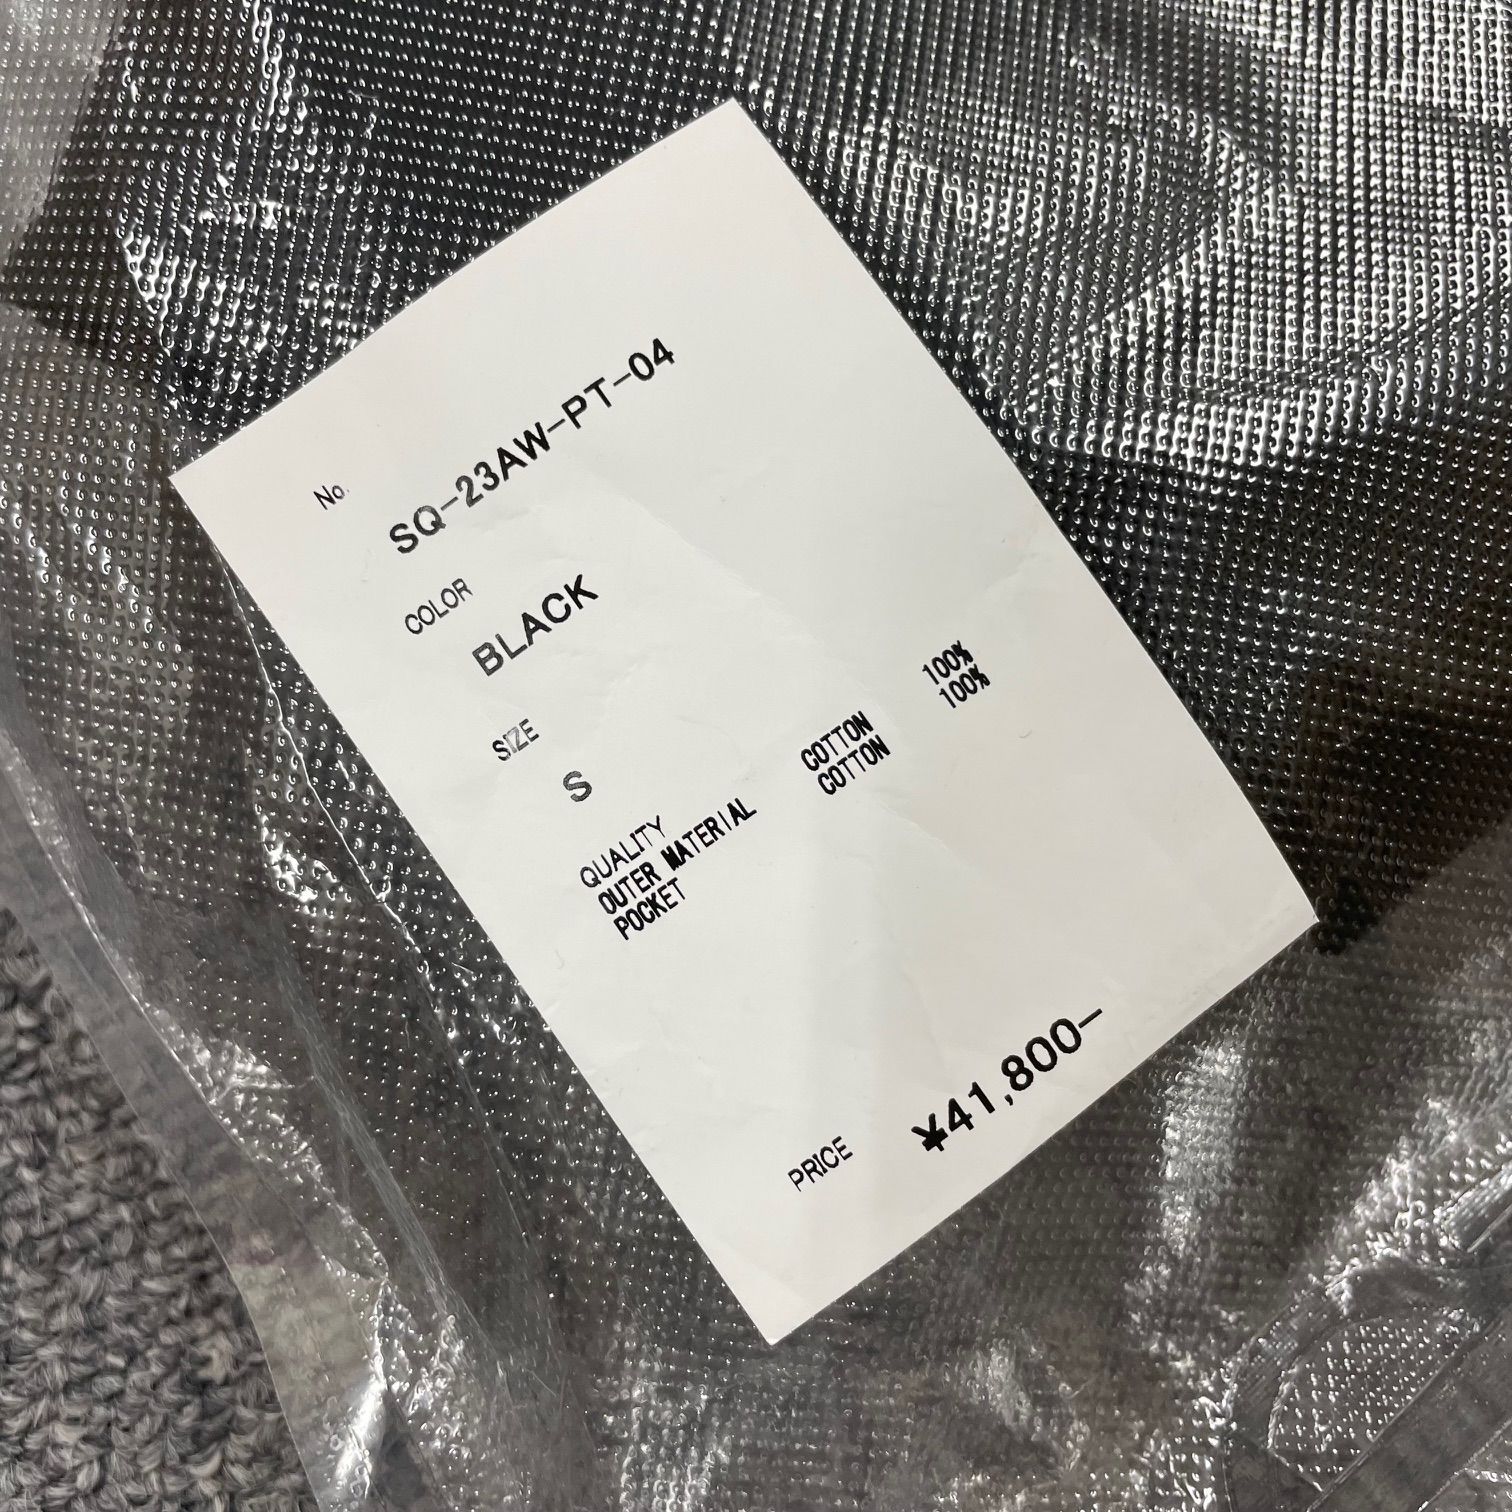 No.
SQ-23AW-PT-04
COLOR
BLACK
SIZE
S
QUALITY
OUTER MATERIAL COTTON 100%
POCKET COTTON 100%
PRICE ¥41,800-